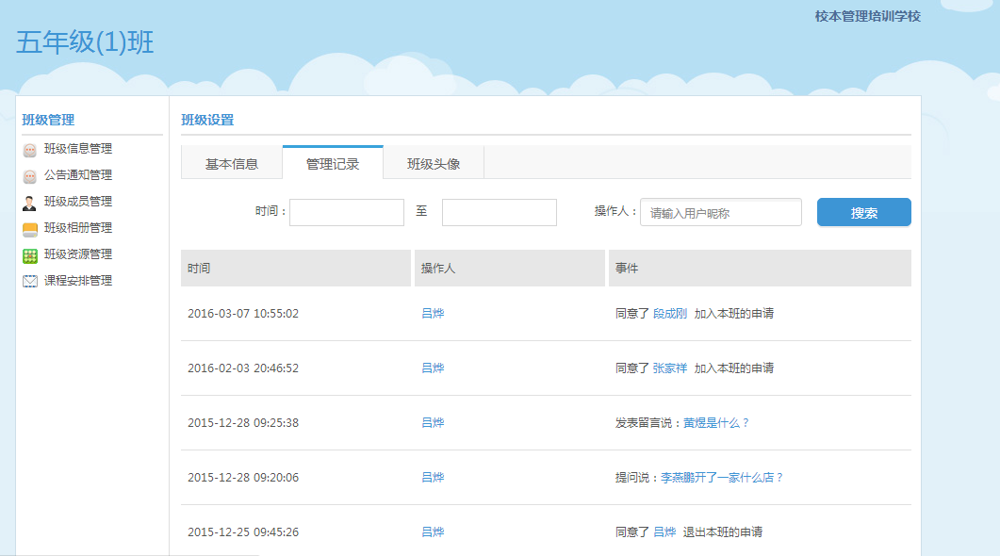 校本管理培训学校
五年级(1)班
班级管理
班级信息管理
公告通知管理
班级成员管理
班级相册管理
班级资源管理
课程安排管理
班级设置
基本信息 管理记录 班级头像
时间： 至 操作人： 请输入用户昵称 搜索
时间 操作人 事件
2016-03-07 10:55:02 吕烨 同意了 段成刚 加入本班的申请
2016-02-03 20:46:52 吕烨 同意了 张家祥 加入本班的申请
2015-12-28 09:25:38 吕烨 发表留言说：黄煜是什么？
2015-12-28 09:20:06 吕烨 提问说：李燕鹏开了一家什么店？
2015-12-25 09:45:26 吕烨 同意了 吕烨 退出本班的申请